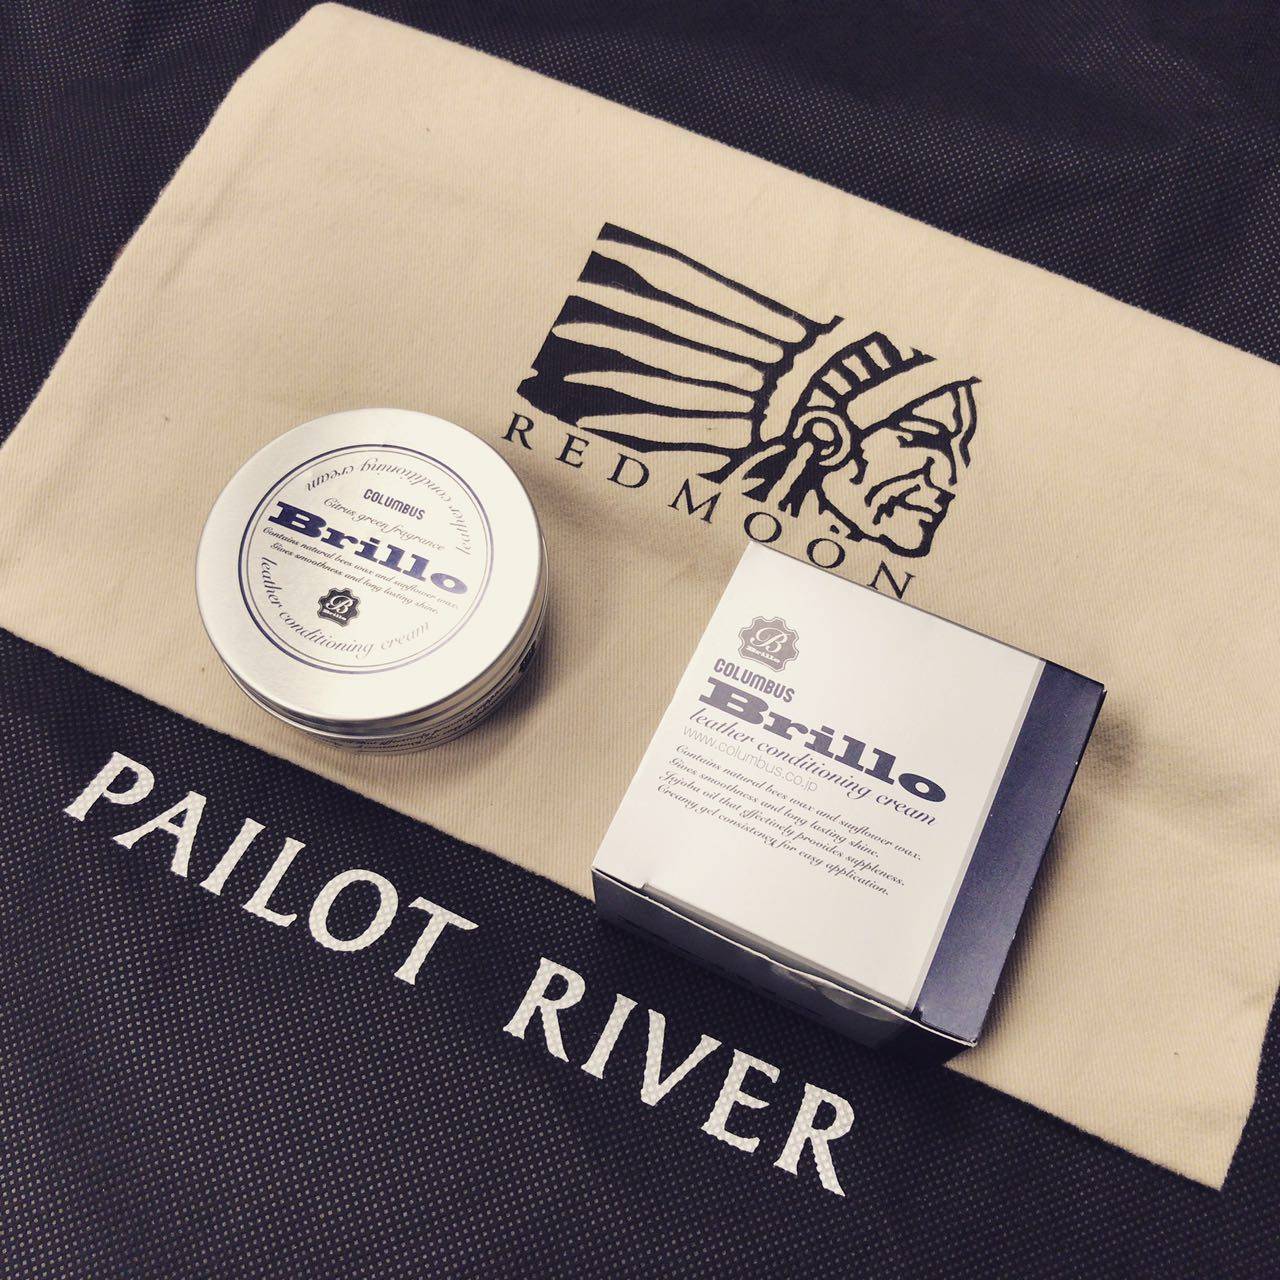 REDMOON
leather conditioning cream
COLUMBUS
Citrus green fragrance
Brillo
Contains natural bees wax and sunflower wax.
Gives smoothness and long lasting shine.
B
Brillo
leather conditioning cream
B
Brillo
COLUMBUS
Brillo
leather conditioning cream
www.columbus.co.jp
Contains natural bees wax and sunflower wax.
Gives smoothness and long lasting shine.
Jojoba oil that effectively provides suppleness.
Creamy gel consistency for easy application.
PAILOT RIVER